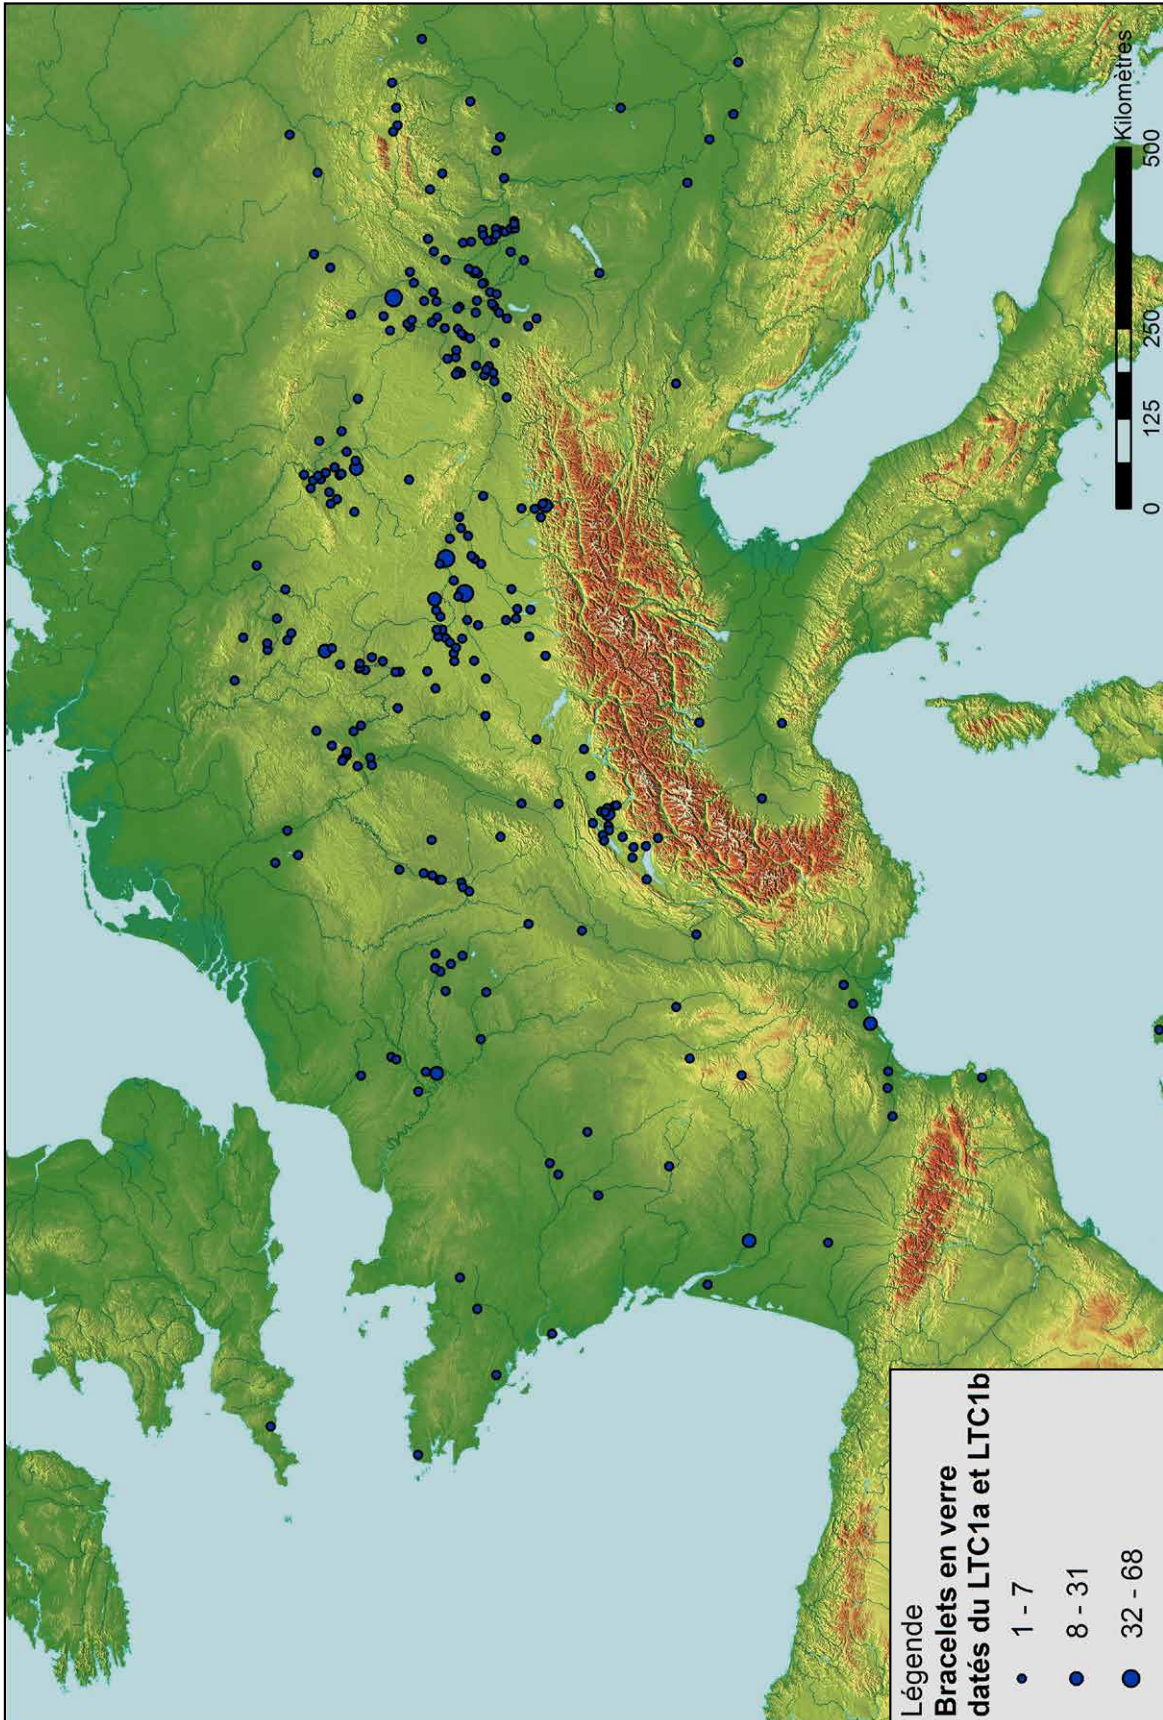 Légende
Bracelets en verre
datés du LTC1a et LTC1b
1 - 7
8 - 31
32 - 68
0 125 250 500
Kilomètres